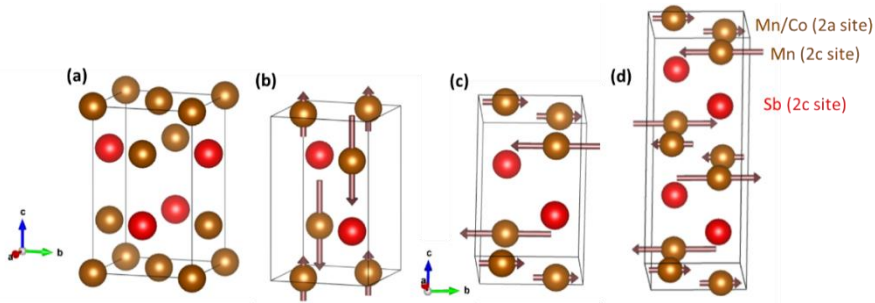 (a)
(b)
(c)
(d)
Mn/Co (2a site)
Mn (2c site)
Sb (2c site)
c
a
b
c
a
b